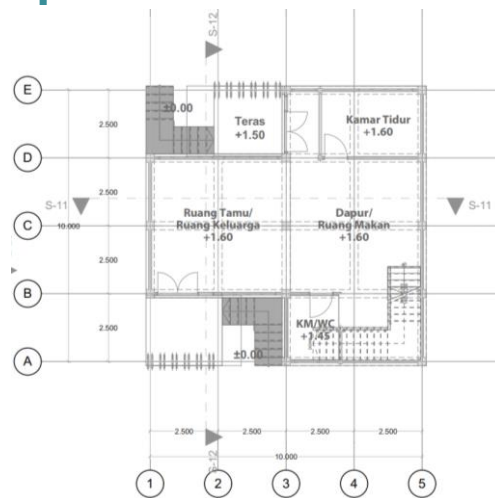 S-12
E
±0.00
Teras
+1.50
Kamar Tidur
+1.60
2.500
D
2.500
S-11
S-11
Ruang Tamu/
Ruang Keluarga
+1.60
Dapur/
Ruang Makan
+1.60
C
10.000
2.500
B
KM/WC
+1.45
±0.00
2.500
A
2.500
2.500
2.500
2.500
S-12
10.000
1
2
3
4
5